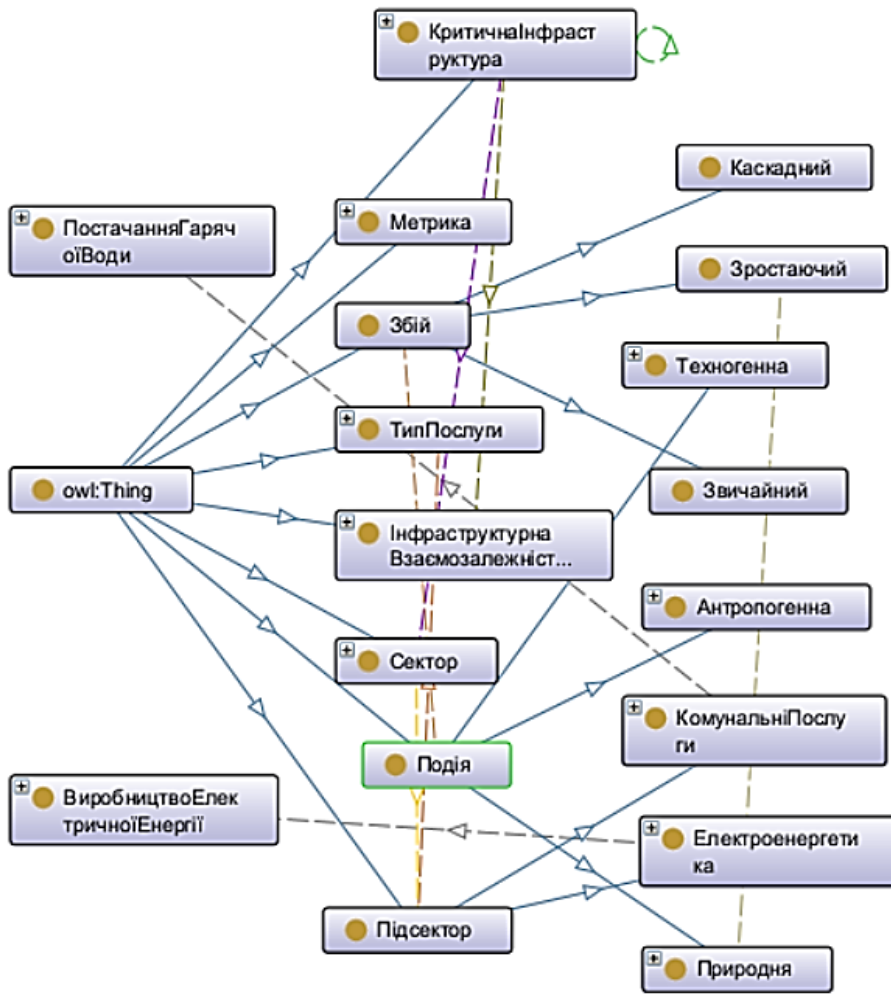 КритичнаІнфраст
руктура
Каскадний
ПостачанняГаряч
оїВоди
Метрика
Зростаючий
Збій
Техногенна
ТипПослуги
owl:Thing
Звичайний
Інфраструктурна
Взаємозалежніст...
Антропогенна
Сектор
КомунальніПослу
ги
Подія
ВиробництвоЕлек
тричноїЕнергії
Електроенергети
ка
Підсектор
Природня